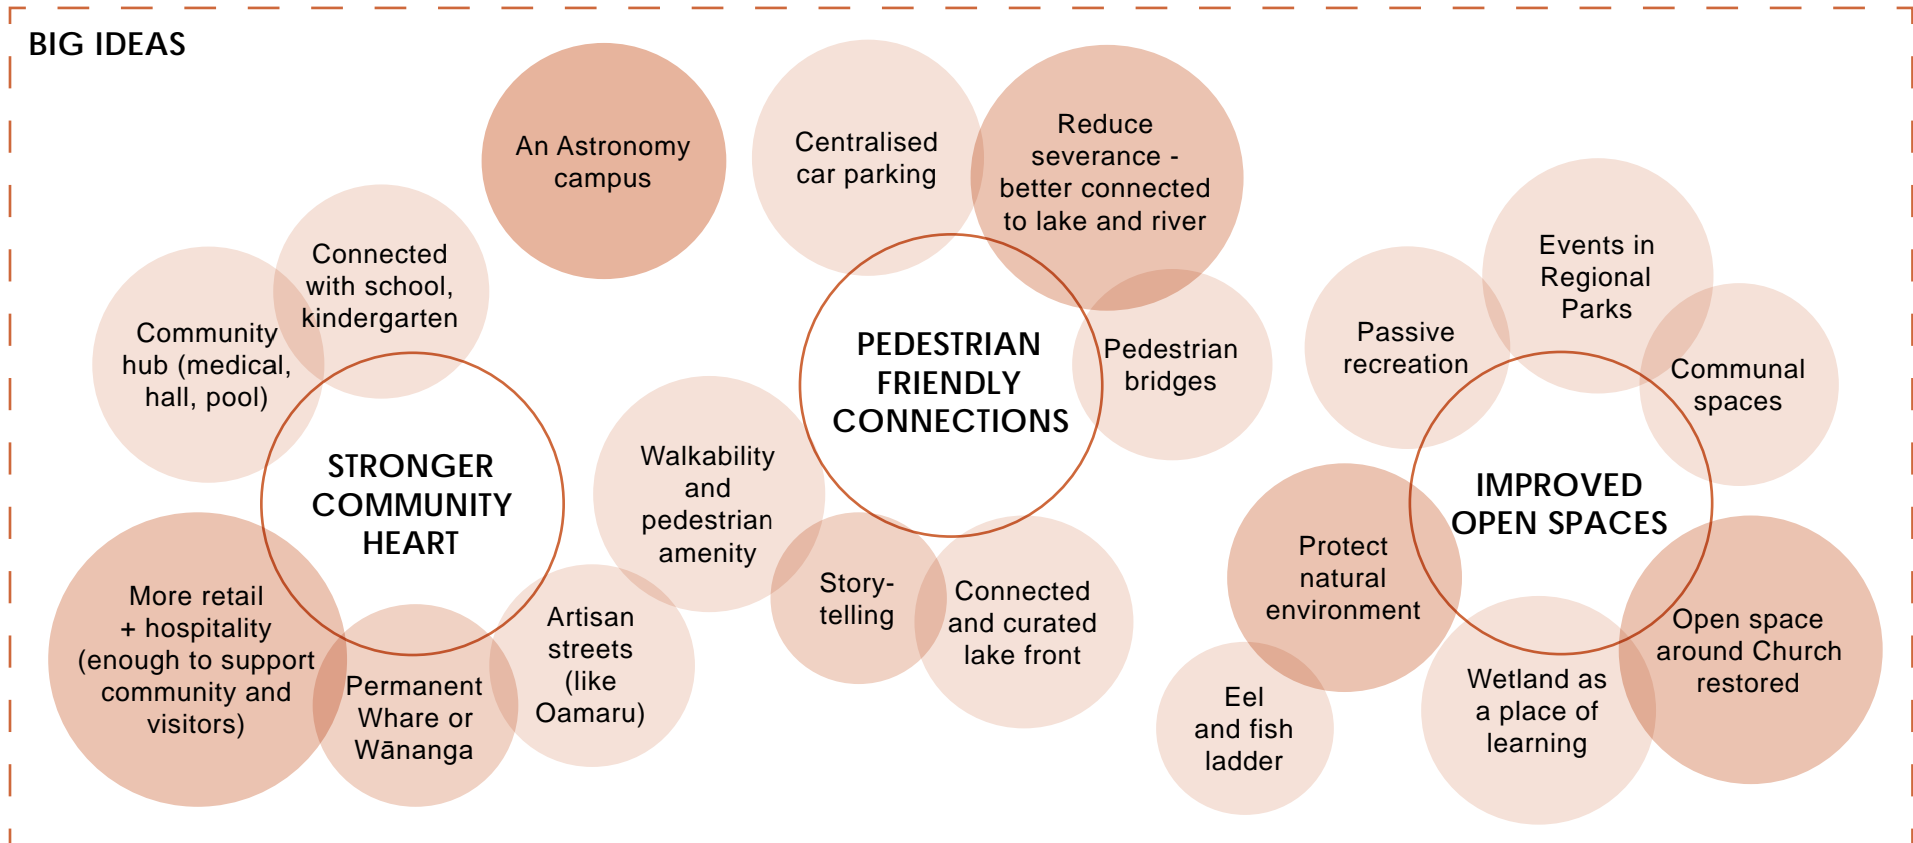 BIG IDEAS
An Astronomy
campus
Centralised
car parking
Reduce
severance -
better connected
to lake and river
Connected
with school,
kindergarten
Community
hub (medical,
hall, pool)
STRONGER
COMMUNITY
HEART
More retail
+ hospitality
(enough to support
community and
visitors)
Permanent
Whare or
Wānanga
Artisan
streets
(like
Oamaru)
PEDESTRIAN
FRIENDLY
CONNECTIONS
Pedestrian
bridges
Walkability
and
pedestrian
amenity
Story-
telling
Connected
and curated
lake front
Events in
Regional
Parks
Passive
recreation
Communal
spaces
IMPROVED
OPEN SPACES
Protect
natural
environment
Eel
and fish
ladder
Wetland as
a place of
learning
Open space
around Church
restored